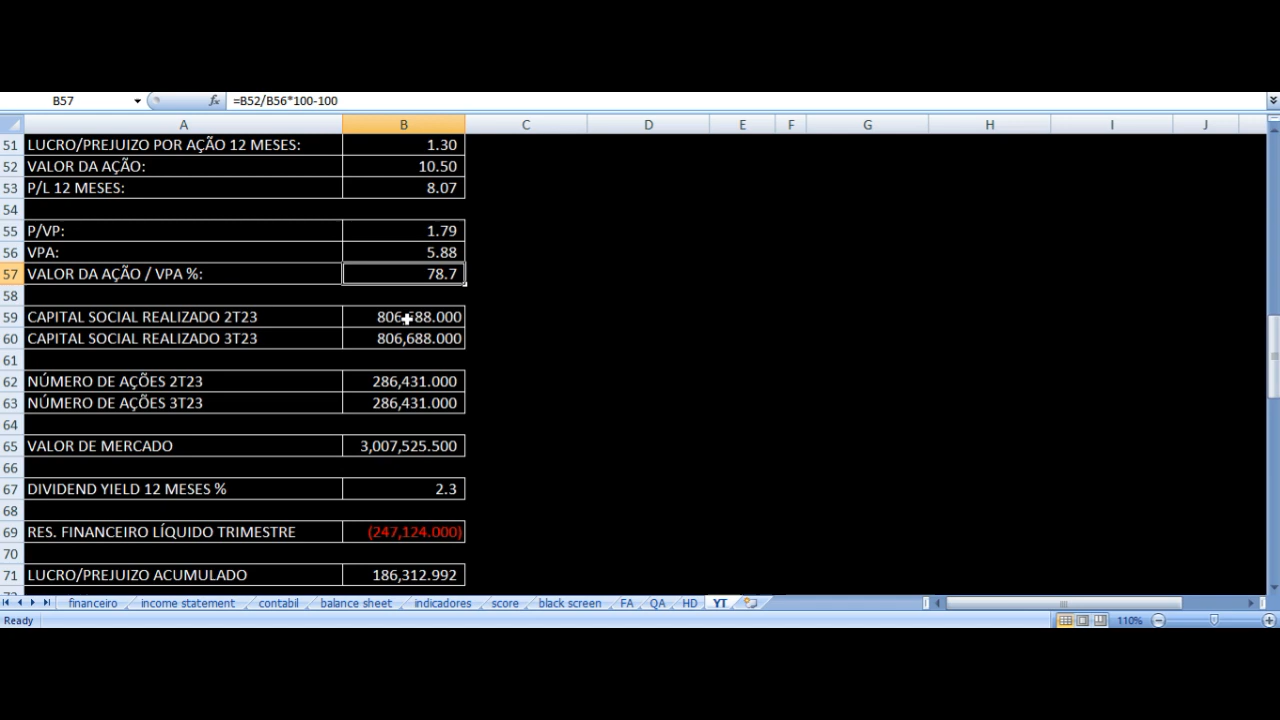 B57 fx =B52/B56*100-100
A B C D E F G H I J
51 LUCRO/PREJUIZO POR AÇÃO 12 MESES: 1.30
52 VALOR DA AÇÃO: 10.50
53 P/L 12 MESES: 8.07
54
55 P/VP: 1.79
56 VPA: 5.88
57 VALOR DA AÇÃO / VPA %: 78.7
58
59 CAPITAL SOCIAL REALIZADO 2T23
60 CAPITAL SOCIAL REALIZADO 3T23 806,688.000
61
62 NÚMERO DE AÇÕES 2T23 286,431.000
63 NÚMERO DE AÇÕES 3T23 286,431.000
64
65 VALOR DE MERCADO 3,007,525.500
66
67 DIVIDEND YIELD 12 MESES % 2.3
68
69 RES. FINANCEIRO LÍQUIDO TRIMESTRE (247,124.000)
70
71 LUCRO/PREJUIZO ACUMULADO 186,312.992
financeiro income statement contabil balance sheet indicadores score black screen FA QA HD YT
Ready 110%